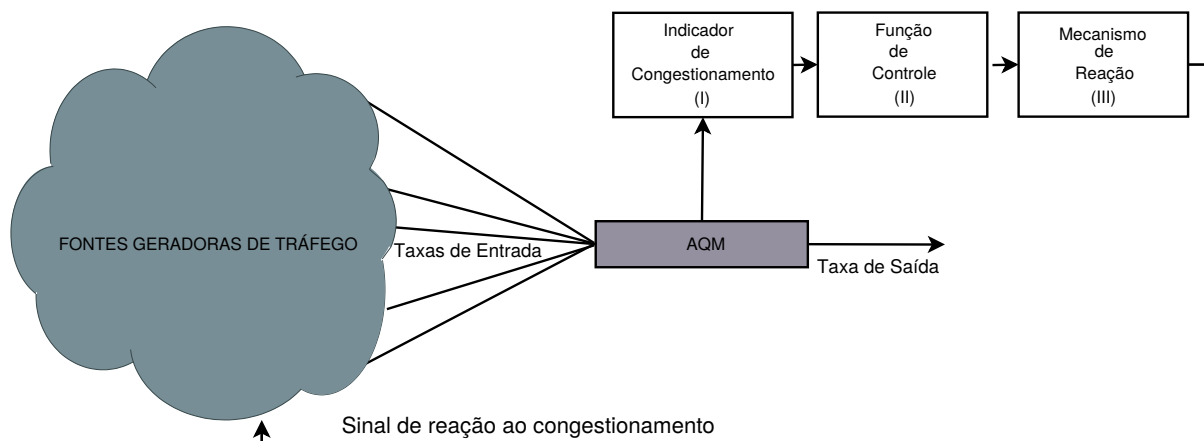 Indicador
de
Congestionamento
(I)
Função
de
Controle
(II)
Mecanismo
de
Reação
(III)
FONTES GERADORAS DE TRÁFEGO
Taxas de Entrada
AQM
Taxa de Saída
Sinal de reação ao congestionamento